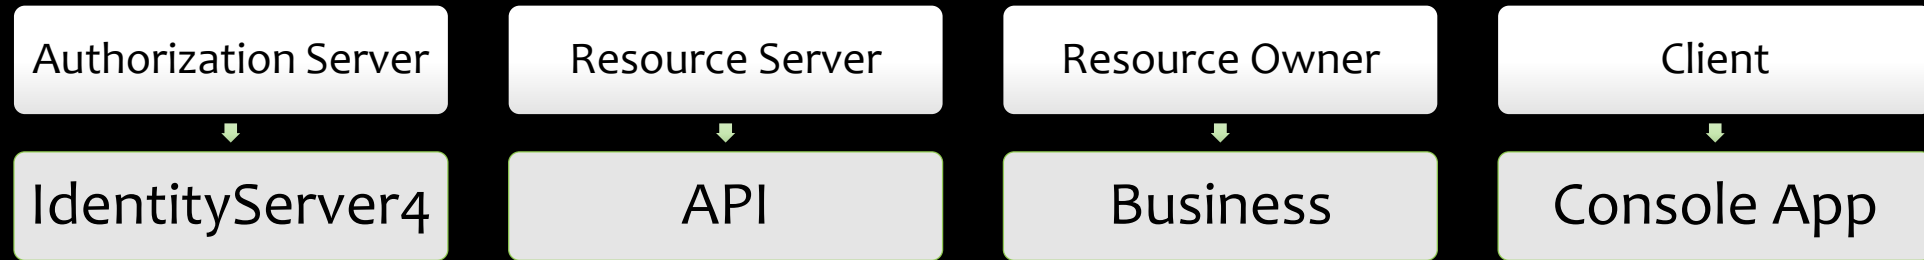 Authorization Server
Resource Server
Resource Owner
Client
IdentityServer4
API
Business
Console App